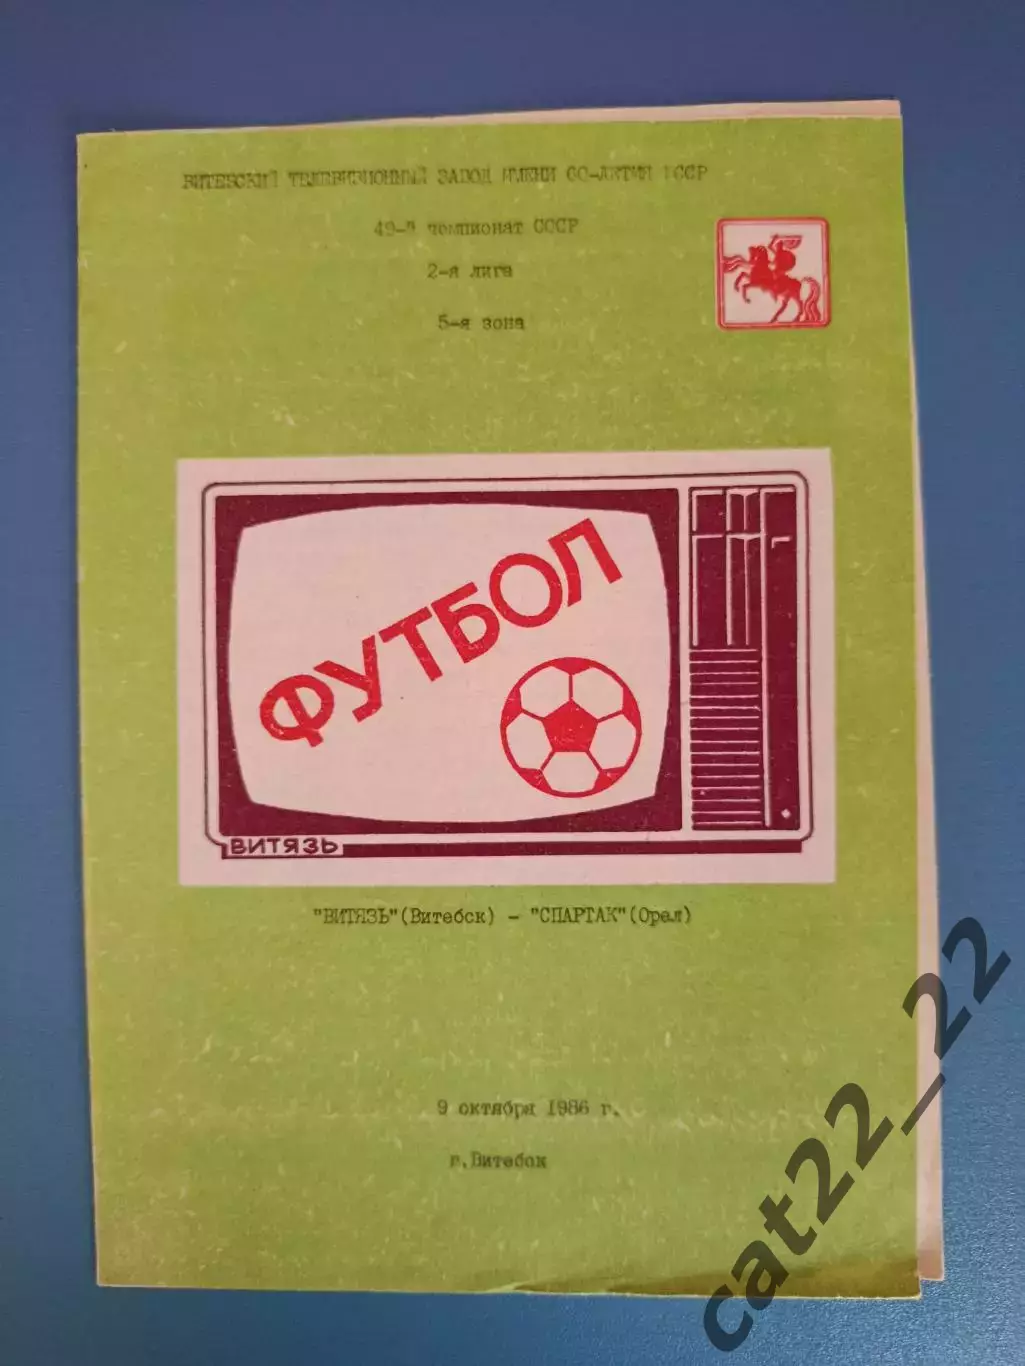 ВИТЕБСКИЙ ТЕЛЕВИЗИОННЫЙ ЗАВОД ИМЕНИ 60-ЛЕТИЯ БССР
49-й чемпионат СССР
2-я лига
5-я зона
ФУТБОЛ
ВИТЯЗЬ
"ВИТЯЗЬ"(Витебск) - "СПАРТАК"(Орел)
9 октября 1986 г.
г.Витебск
cat22_22